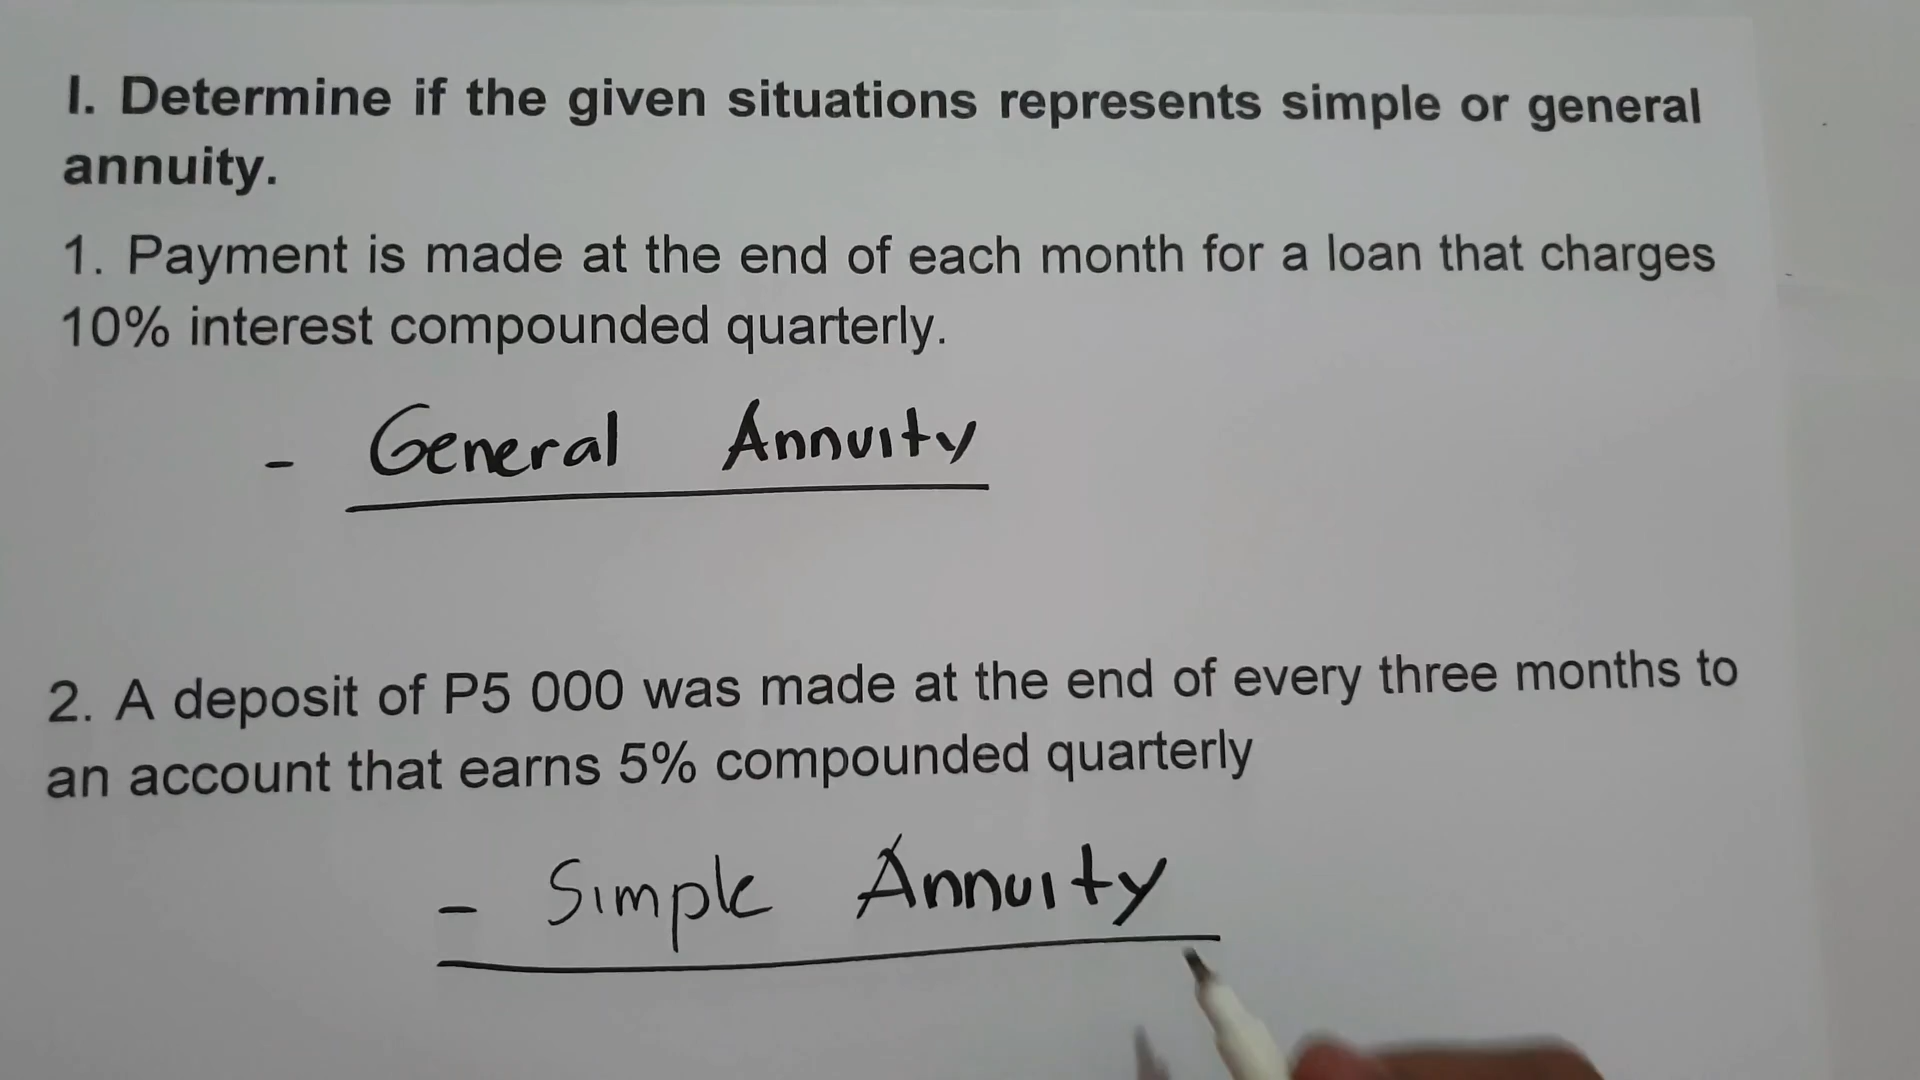 I. Determine if the given situations represents simple or general
annuity.
1. Payment is made at the end of each month for a loan that charges
10% interest compounded quarterly.
- General Annuity
2. A deposit of P5 000 was made at the end of every three months to
an account that earns 5% compounded quarterly
- Simple Annuity